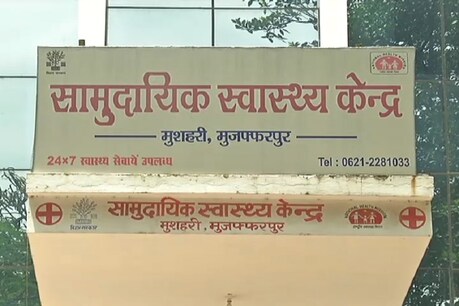 सामुदायिक स्वास्थ्य केन्द्र
मुशहरी, मुजफ्फरपुर
24×7 स्वास्थ्य सेवायें उपलब्ध
Tel : 0621-2281033
सामुदायिक स्वास्थ्य केन्द्र
मुशहरी, मुजफ्फरपुर